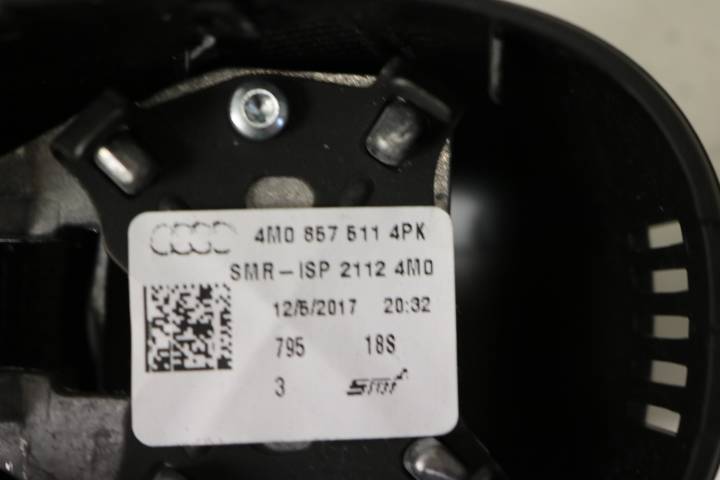 4M0 857 511 4PK
SMR-ISP 2112 4M0
12/5/2017 20:32
795 18S
3 SMR